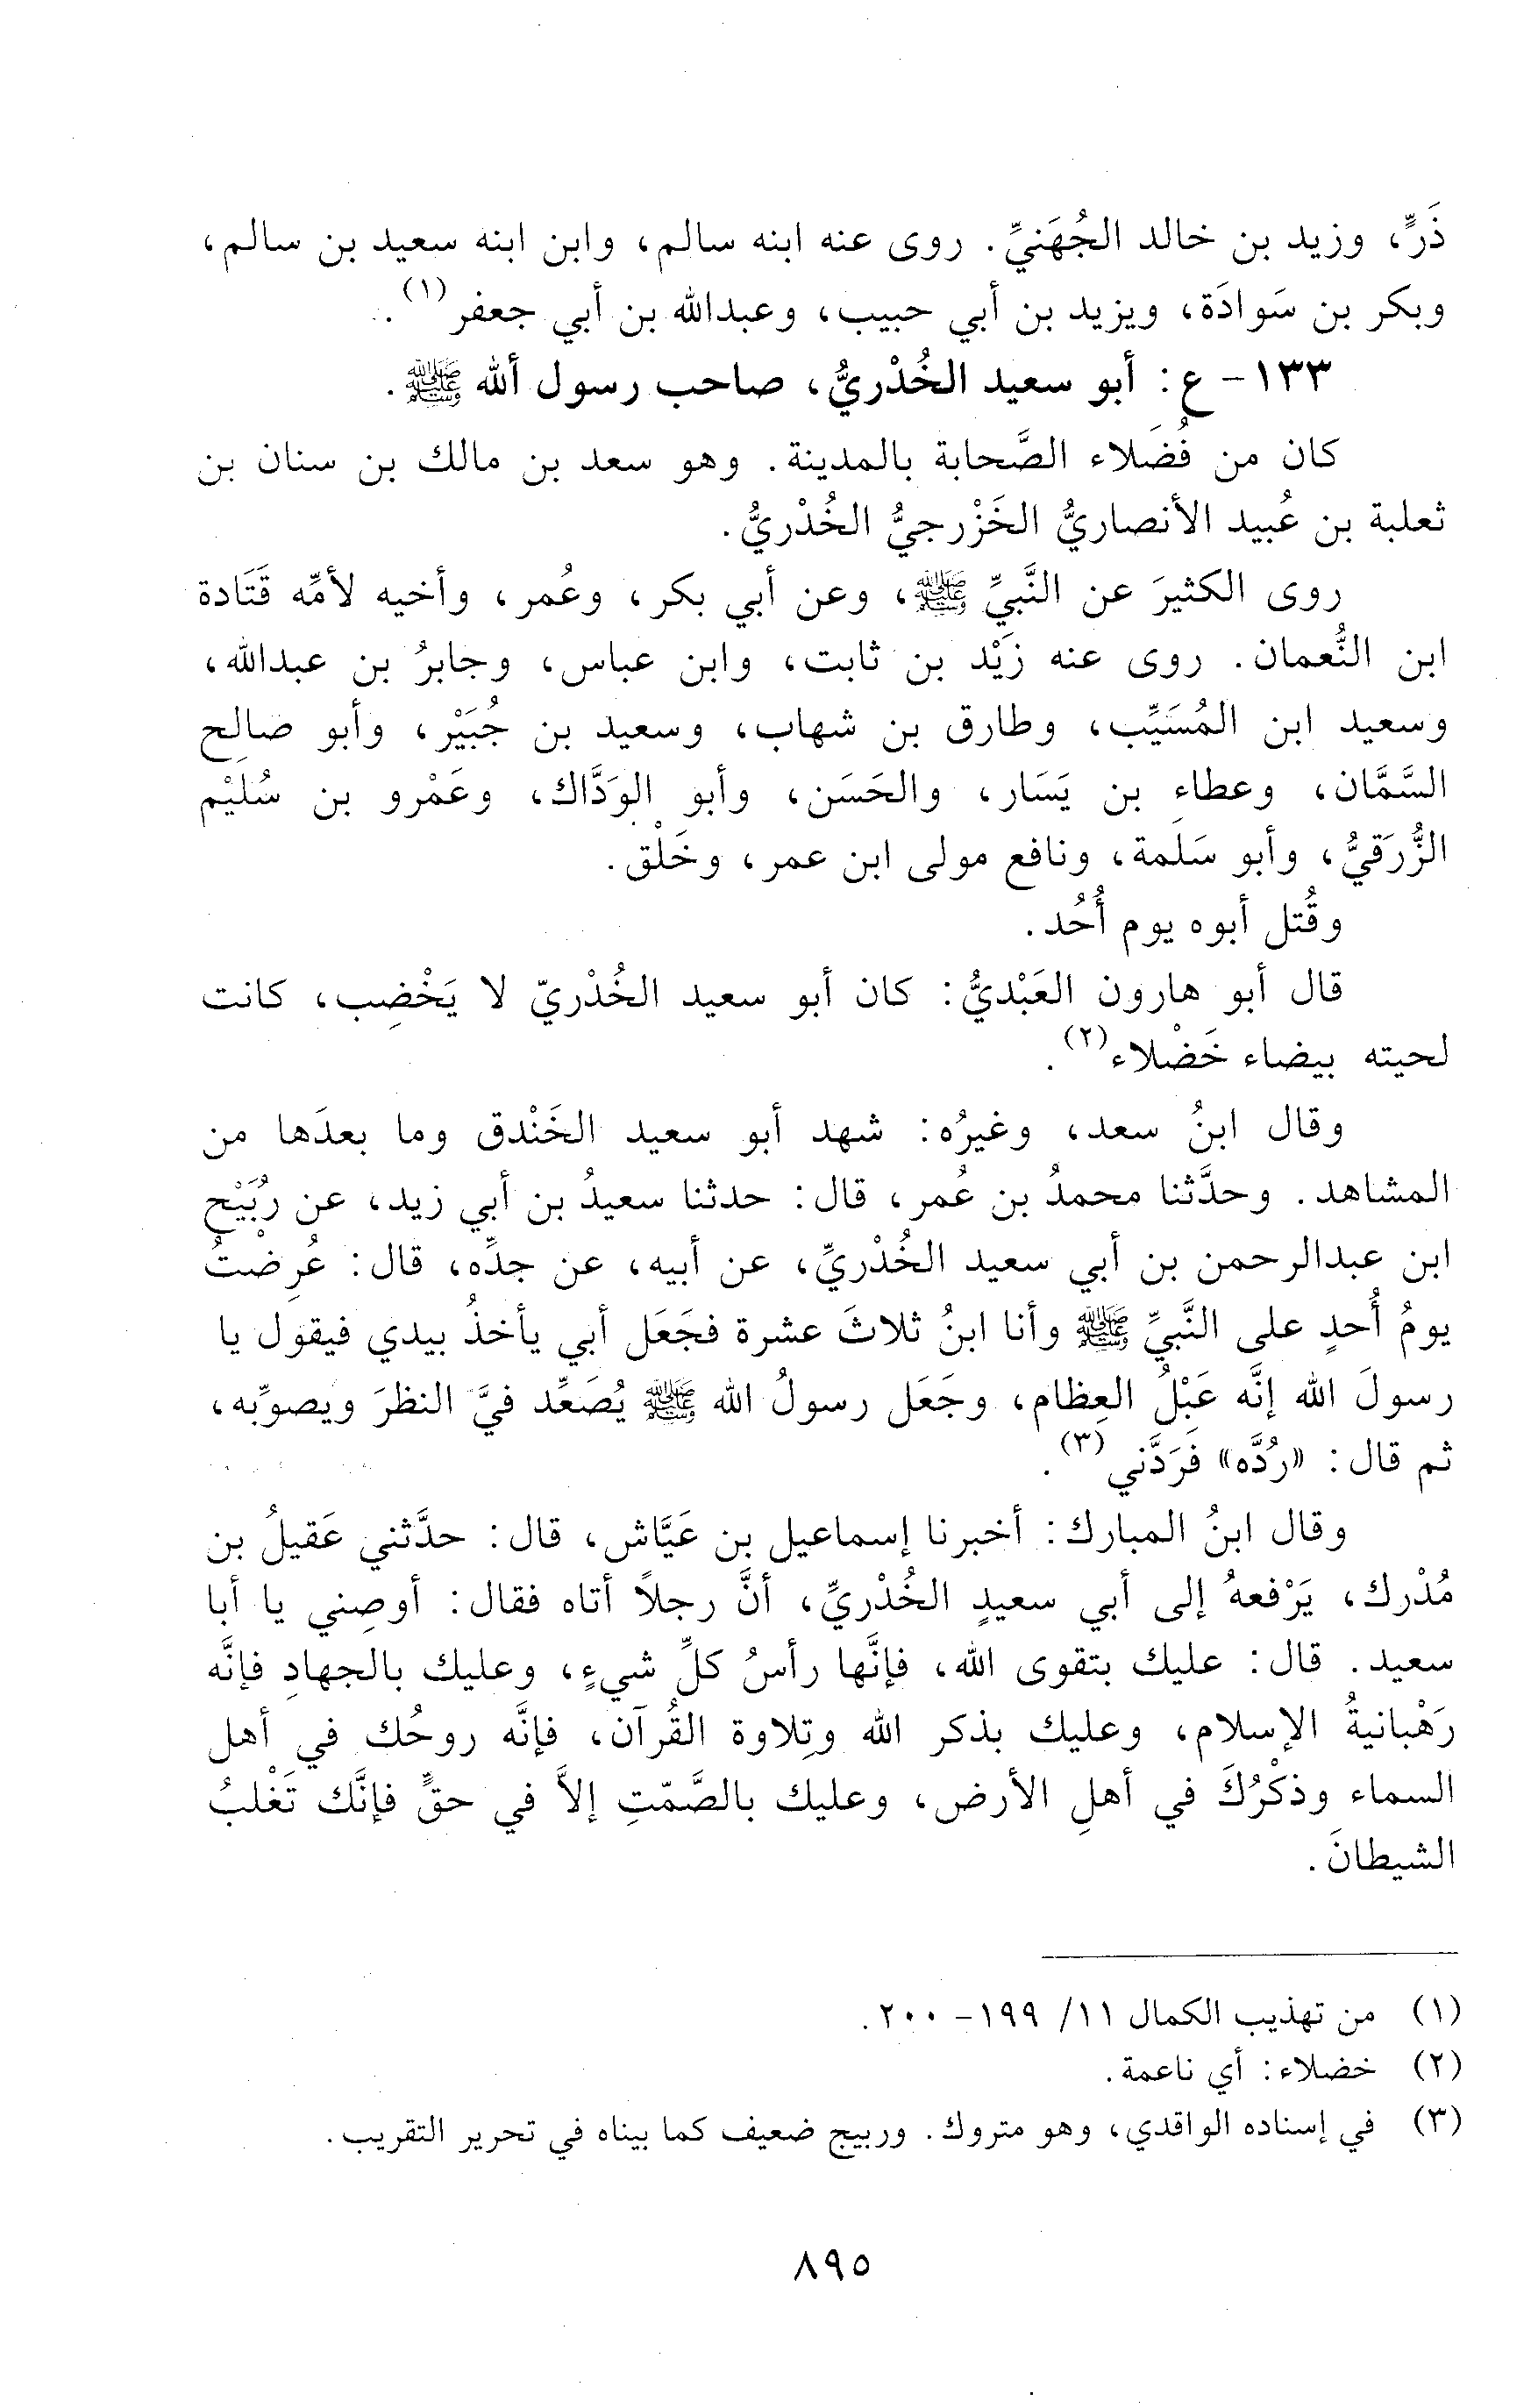 ذَرٍّ، وزيد بن خالد الجُهَنيِّ. روى عنه ابنه سالم، وابن ابنه سعيد بن سالم،
وبكر بن سَوادَة، ويزيد بن أبي حبيب، وعبدالله بن أبي جعفر(١).
١٣٣- ع: أبو سعيد الخُدْريُّ، صاحب رسول ألله ﷺ.
كان من فُضَلاء الصَّحابة بالمدينة. وهو سعد بن مالك بن سنان بن
ثعلبة بن عُبيد الأنصاريُّ الخَزْرجيُّ الخُدْريُّ.
روى الكثيرَ عن النَّبيِّ ﷺ، وعن أبي بكر، وعُمر، وأخيه لأمِّه قَتَادة
ابن النُّعمان. روى عنه زَيْد بن ثابت، وابن عباس، وجابرُ بن عبدالله،
وسعيد ابن المُسَيِّب، وطارق بن شهاب، وسعيد بن جُبَيْر، وأبو صالح
السَّمَّان، وعطاء بن يَسَار، والحَسَن، وأبو الوَدَّاك، وعَمْرو بن سُلَيْم
الزُّرَقيُّ، وأبو سَلَمة، ونافع مولى ابن عمر، وخَلْق.
وقُتل أبوه يوم أُحُد.
قال أبو هارون العَبْديُّ: كان أبو سعيد الخُدْريّ لا يَخْضِب، كانت
لحيته بيضاء خَضْلاء(٢).
وقال ابنُ سعد، وغيرُه: شهد أبو سعيد الخَنْدق وما بعدَها من
المشاهد. وحدَّثنا محمدُ بن عُمر، قال: حدثنا سعيدُ بن أبي زيد، عن رُبَيْح
ابن عبدالرحمن بن أبي سعيد الخُدْريِّ، عن أبيه، عن جدِّه، قال: عُرِضْتُ
يومُ أُحدٍ على النَّبيِّ ﷺ وأنا ابنُ ثلاثَ عشرة فجَعَل أبي يأخذُ بيدي فيقول يا
رسولَ الله إنَّه عَبْلُ العِظام، وجَعَل رسولُ الله ﷺ يُصَعِّد فيَّ النظرَ ويصوِّبه،
ثم قال: «رُدَّه» فَرَدَّني(٣).
وقال ابنُ المبارك: أخبرنا إسماعيل بن عَيَّاش، قال: حدَّثني عَقيلُ بن
مُدْرك، يَرْفعهُ إلى أبي سعيدٍ الخُدْريِّ، أنَّ رجلاً أتاه فقال: أوصِني يا أبا
سعيد. قال: عليك بتقوى الله، فإنَّها رأسُ كلِّ شيءٍ، وعليك بالجهادِ فإنَّه
رَهْبانيةُ الإسلام، وعليك بذكر الله وتِلاوة القُرآن، فإنَّه روحُك في أهل
السماء وذكْرُكَ في أهلِ الأرض، وعليك بالصَّمّتِ إلاَّ في حقٍّ فإنَّك تَغْلبُ
الشيطانَ.
(١) من تهذيب الكمال ١١/ ١٩٩- ٢٠٠.
(٢) خضلاء: أي ناعمة.
(٣) في إسناده الواقدي، وهو متروك. وربيح ضعيف كما بيناه في تحرير التقريب.
٨٩٥